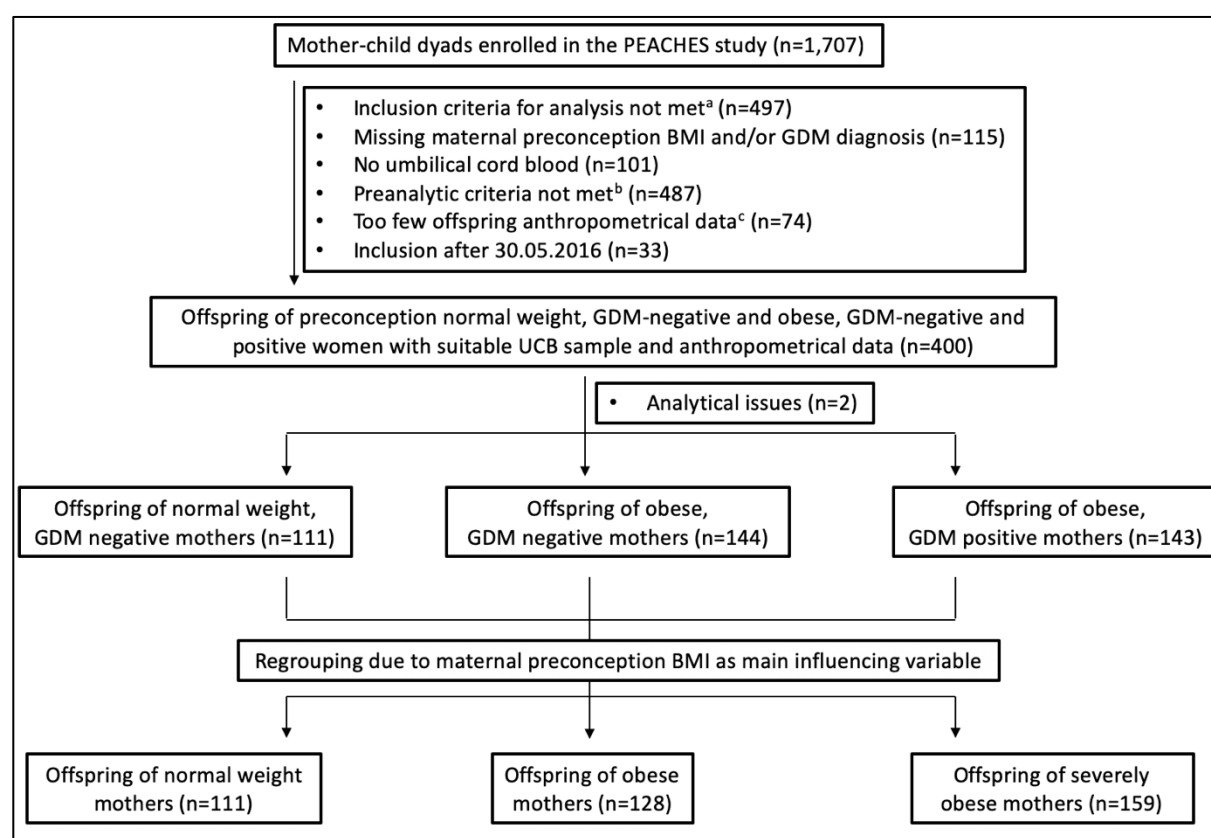 Mother-child dyads enrolled in the PEACHES study (n=1,707)
• Inclusion criteria for analysis not metᵃ (n=497)
• Missing maternal preconception BMI and/or GDM diagnosis (n=115)
• No umbilical cord blood (n=101)
• Preanalytic criteria not metᵇ (n=487)
• Too few offspring anthropometrical dataᶜ (n=74)
• Inclusion after 30.05.2016 (n=33)
Offspring of preconception normal weight, GDM-negative and obese, GDM-negative and
positive women with suitable UCB sample and anthropometrical data (n=400)
• Analytical issues (n=2)
Offspring of normal weight,
GDM negative mothers (n=111)
Offspring of obese,
GDM negative mothers (n=144)
Offspring of obese,
GDM positive mothers (n=143)
Regrouping due to maternal preconception BMI as main influencing variable
Offspring of normal weight
mothers (n=111)
Offspring of obese
mothers (n=128)
Offspring of severely
obese mothers (n=159)